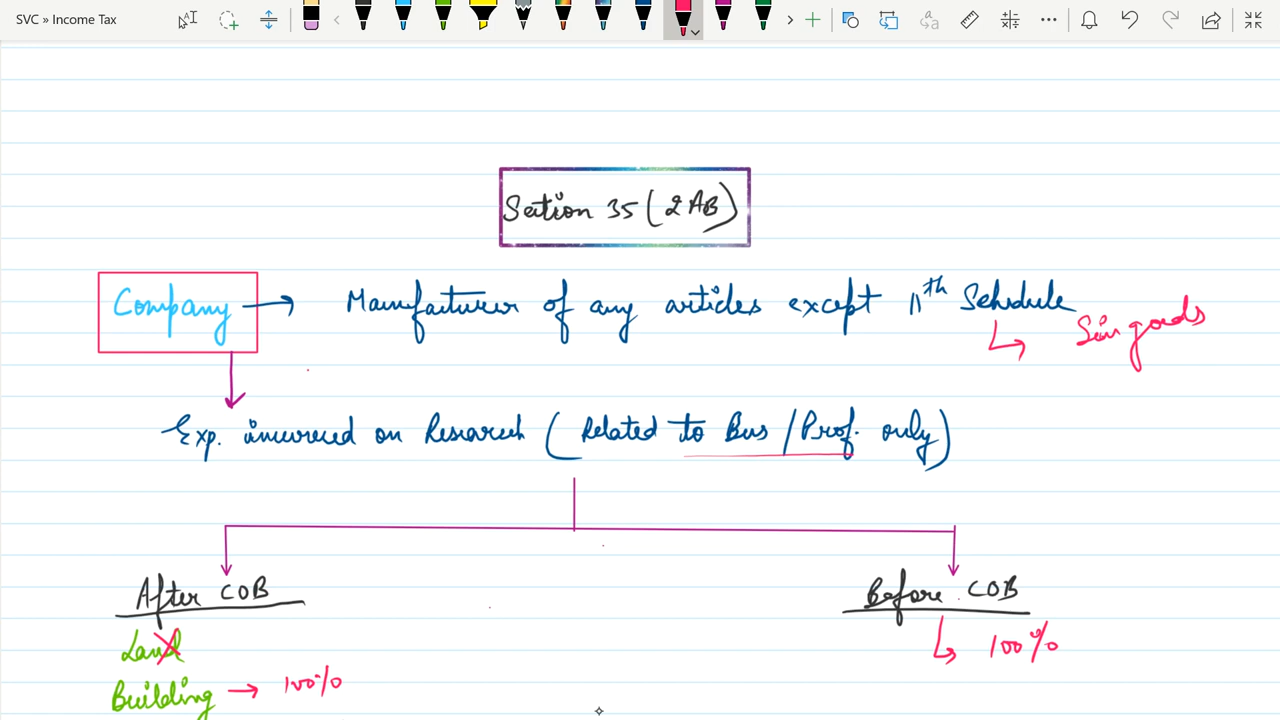 SVC » Income Tax
Section 35 (2AB)
Company → Manufacturer of any articles except 11th Schedule
↳ Sin goods
Exp. incurred on Research (Related to Bus/Prof. only)
After COB
Before COB
Land
↳ 100%
Building → 100%